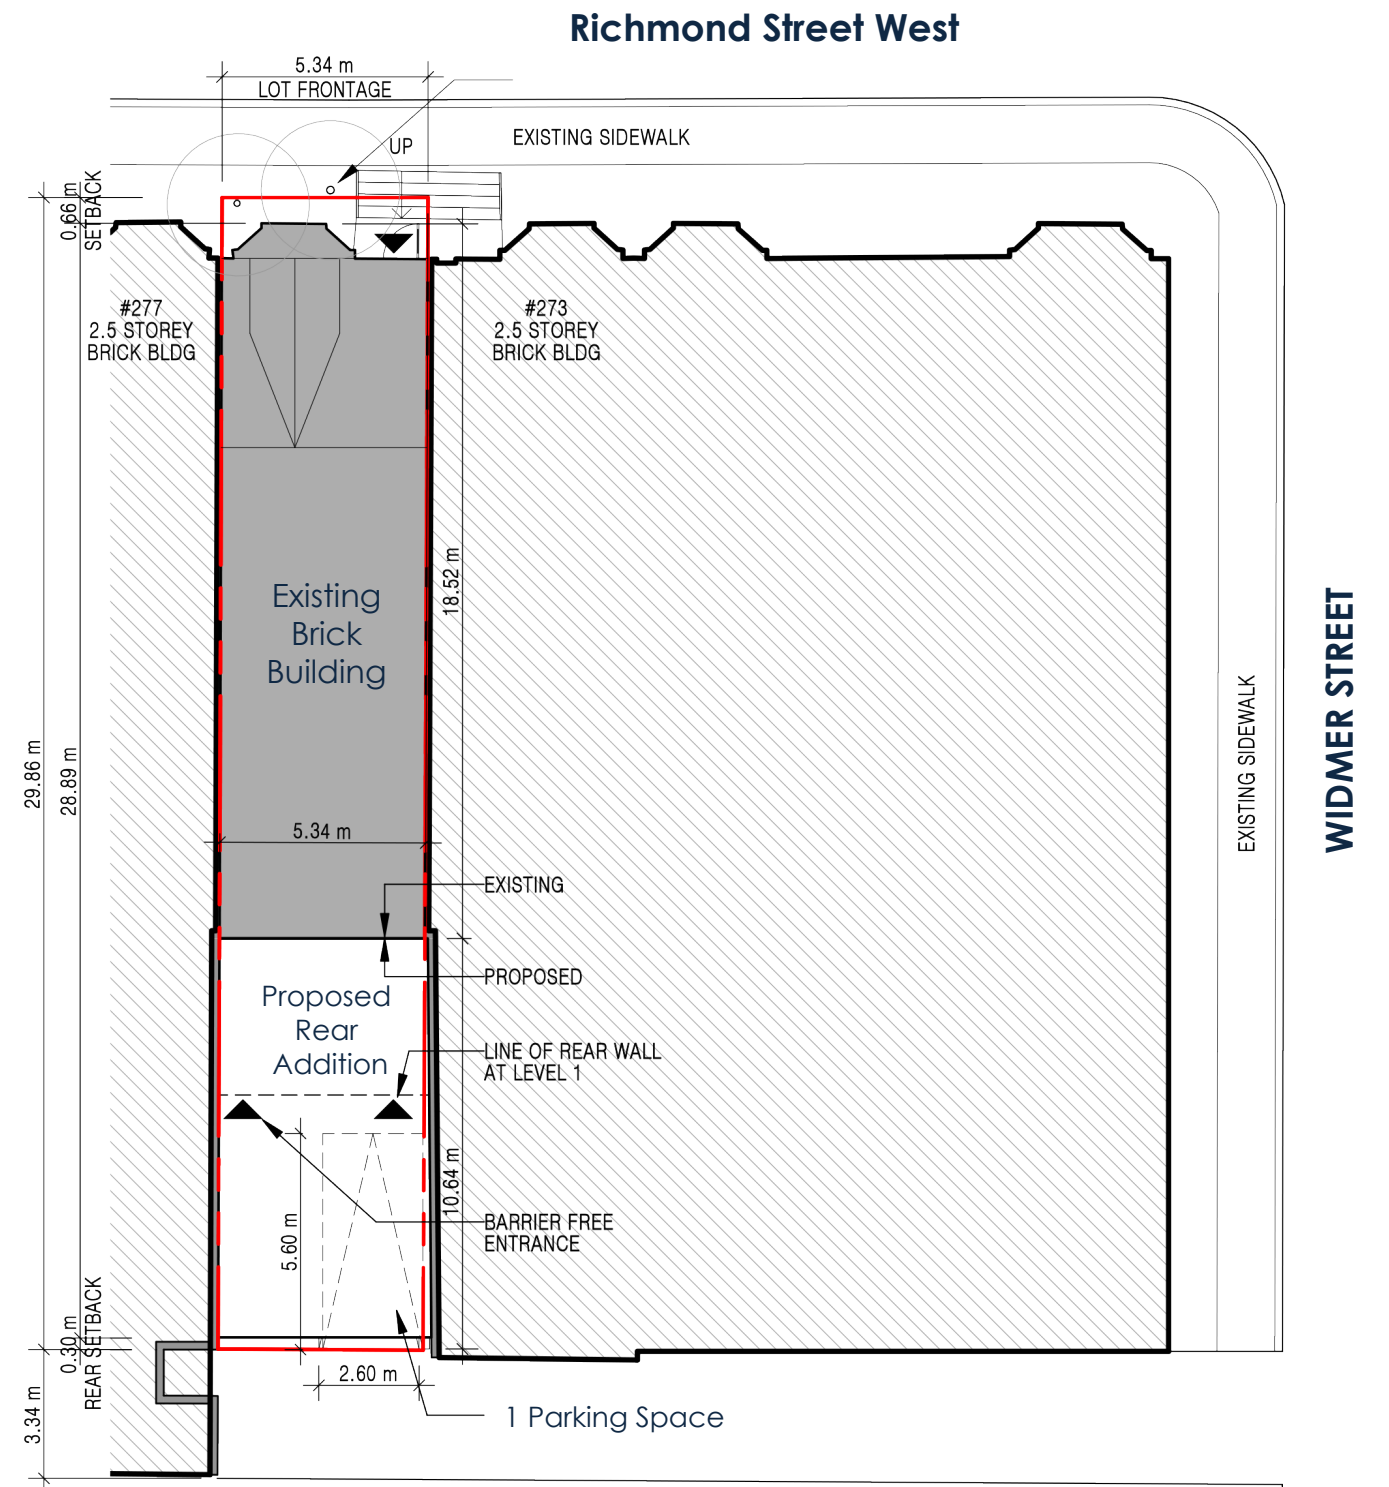 Richmond Street West
5.34 m
LOT FRONTAGE
UP
EXISTING SIDEWALK
0.66 m
SETBACK
#277
2.5 STOREY
BRICK BLDG
#273
2.5 STOREY
BRICK BLDG
18.52 m
Existing
Brick
Building
WIDMER STREET
EXISTING SIDEWALK
29.86 m
28.89 m
5.34 m
EXISTING
PROPOSED
Proposed
Rear
Addition
LINE OF REAR WALL
AT LEVEL 1
10.64 m
5.60 m
BARRIER FREE
ENTRANCE
0.30 m
REAR SETBACK
2.60 m
3.34 m
1 Parking Space